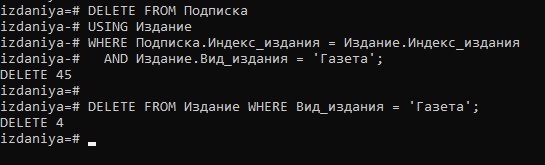 izdaniya=# DELETE FROM Подписка
izdaniya-# USING Издание
izdaniya-# WHERE Подписка.Индекс_издания = Издание.Индекс_издания
izdaniya-#   AND Издание.Вид_издания = 'Газета';
DELETE 45
izdaniya=#
izdaniya=# DELETE FROM Издание WHERE Вид_издания = 'Газета';
DELETE 4
izdaniya=#